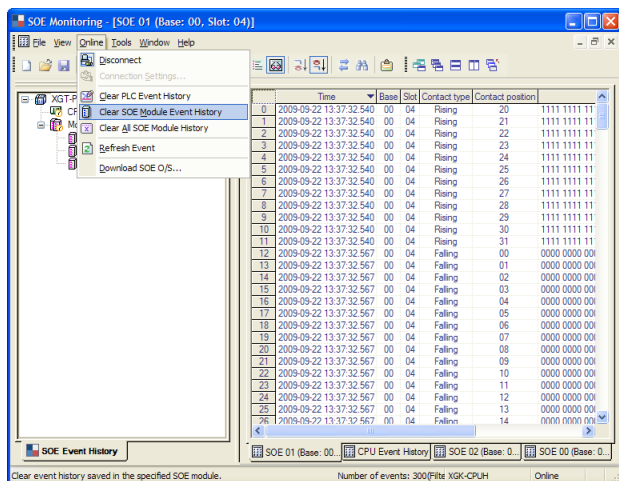 SOE Monitoring - [SOE 01 (Base: 00, Slot: 04)]
File View Online Tools Window Help
Disconnect
Connection Settings...
Clear PLC Event History
Clear SOE Module Event History
Clear All SOE Module History
Refresh Event
Download SOE O/S...
XGT-P
CP
Mo
Time Base Slot Contact type Contact position
0 2009-09-22 13:37:32.540 00 04 Rising 20 1111 1111 11
1 2009-09-22 13:37:32.540 00 04 Rising 21 1111 1111 11
2 2009-09-22 13:37:32.540 00 04 Rising 22 1111 1111 11
3 2009-09-22 13:37:32.540 00 04 Rising 23 1111 1111 11
4 2009-09-22 13:37:32.540 00 04 Rising 24 1111 1111 11
5 2009-09-22 13:37:32.540 00 04 Rising 25 1111 1111 11
6 2009-09-22 13:37:32.540 00 04 Rising 26 1111 1111 11
7 2009-09-22 13:37:32.540 00 04 Rising 27 1111 1111 11
8 2009-09-22 13:37:32.540 00 04 Rising 28 1111 1111 11
9 2009-09-22 13:37:32.540 00 04 Rising 29 1111 1111 11
10 2009-09-22 13:37:32.540 00 04 Rising 30 1111 1111 11
11 2009-09-22 13:37:32.540 00 04 Rising 31 1111 1111 11
12 2009-09-22 13:37:32.567 00 04 Falling 00 0000 0000 00
13 2009-09-22 13:37:32.567 00 04 Falling 01 0000 0000 00
14 2009-09-22 13:37:32.567 00 04 Falling 02 0000 0000 00
15 2009-09-22 13:37:32.567 00 04 Falling 03 0000 0000 00
16 2009-09-22 13:37:32.567 00 04 Falling 04 0000 0000 00
17 2009-09-22 13:37:32.567 00 04 Falling 05 0000 0000 00
18 2009-09-22 13:37:32.567 00 04 Falling 06 0000 0000 00
19 2009-09-22 13:37:32.567 00 04 Falling 07 0000 0000 00
20 2009-09-22 13:37:32.567 00 04 Falling 08 0000 0000 00
21 2009-09-22 13:37:32.567 00 04 Falling 09 0000 0000 00
22 2009-09-22 13:37:32.567 00 04 Falling 10 0000 0000 00
23 2009-09-22 13:37:32.567 00 04 Falling 11 0000 0000 00
24 2009-09-22 13:37:32.567 00 04 Falling 12 0000 0000 00
25 2009-09-22 13:37:32.567 00 04 Falling 13 0000 0000 00
26 2009-09-22 13:37:32.567 00 04 Falling 14 0000 0000 00
SOE Event History
SOE 01 (Base: 00... CPU Event History SOE 02 (Base: 0... SOE 00 (Base: 0...
Clear event history saved in the specified SOE module. Number of events: 300(Filte XGK-CPUH Online